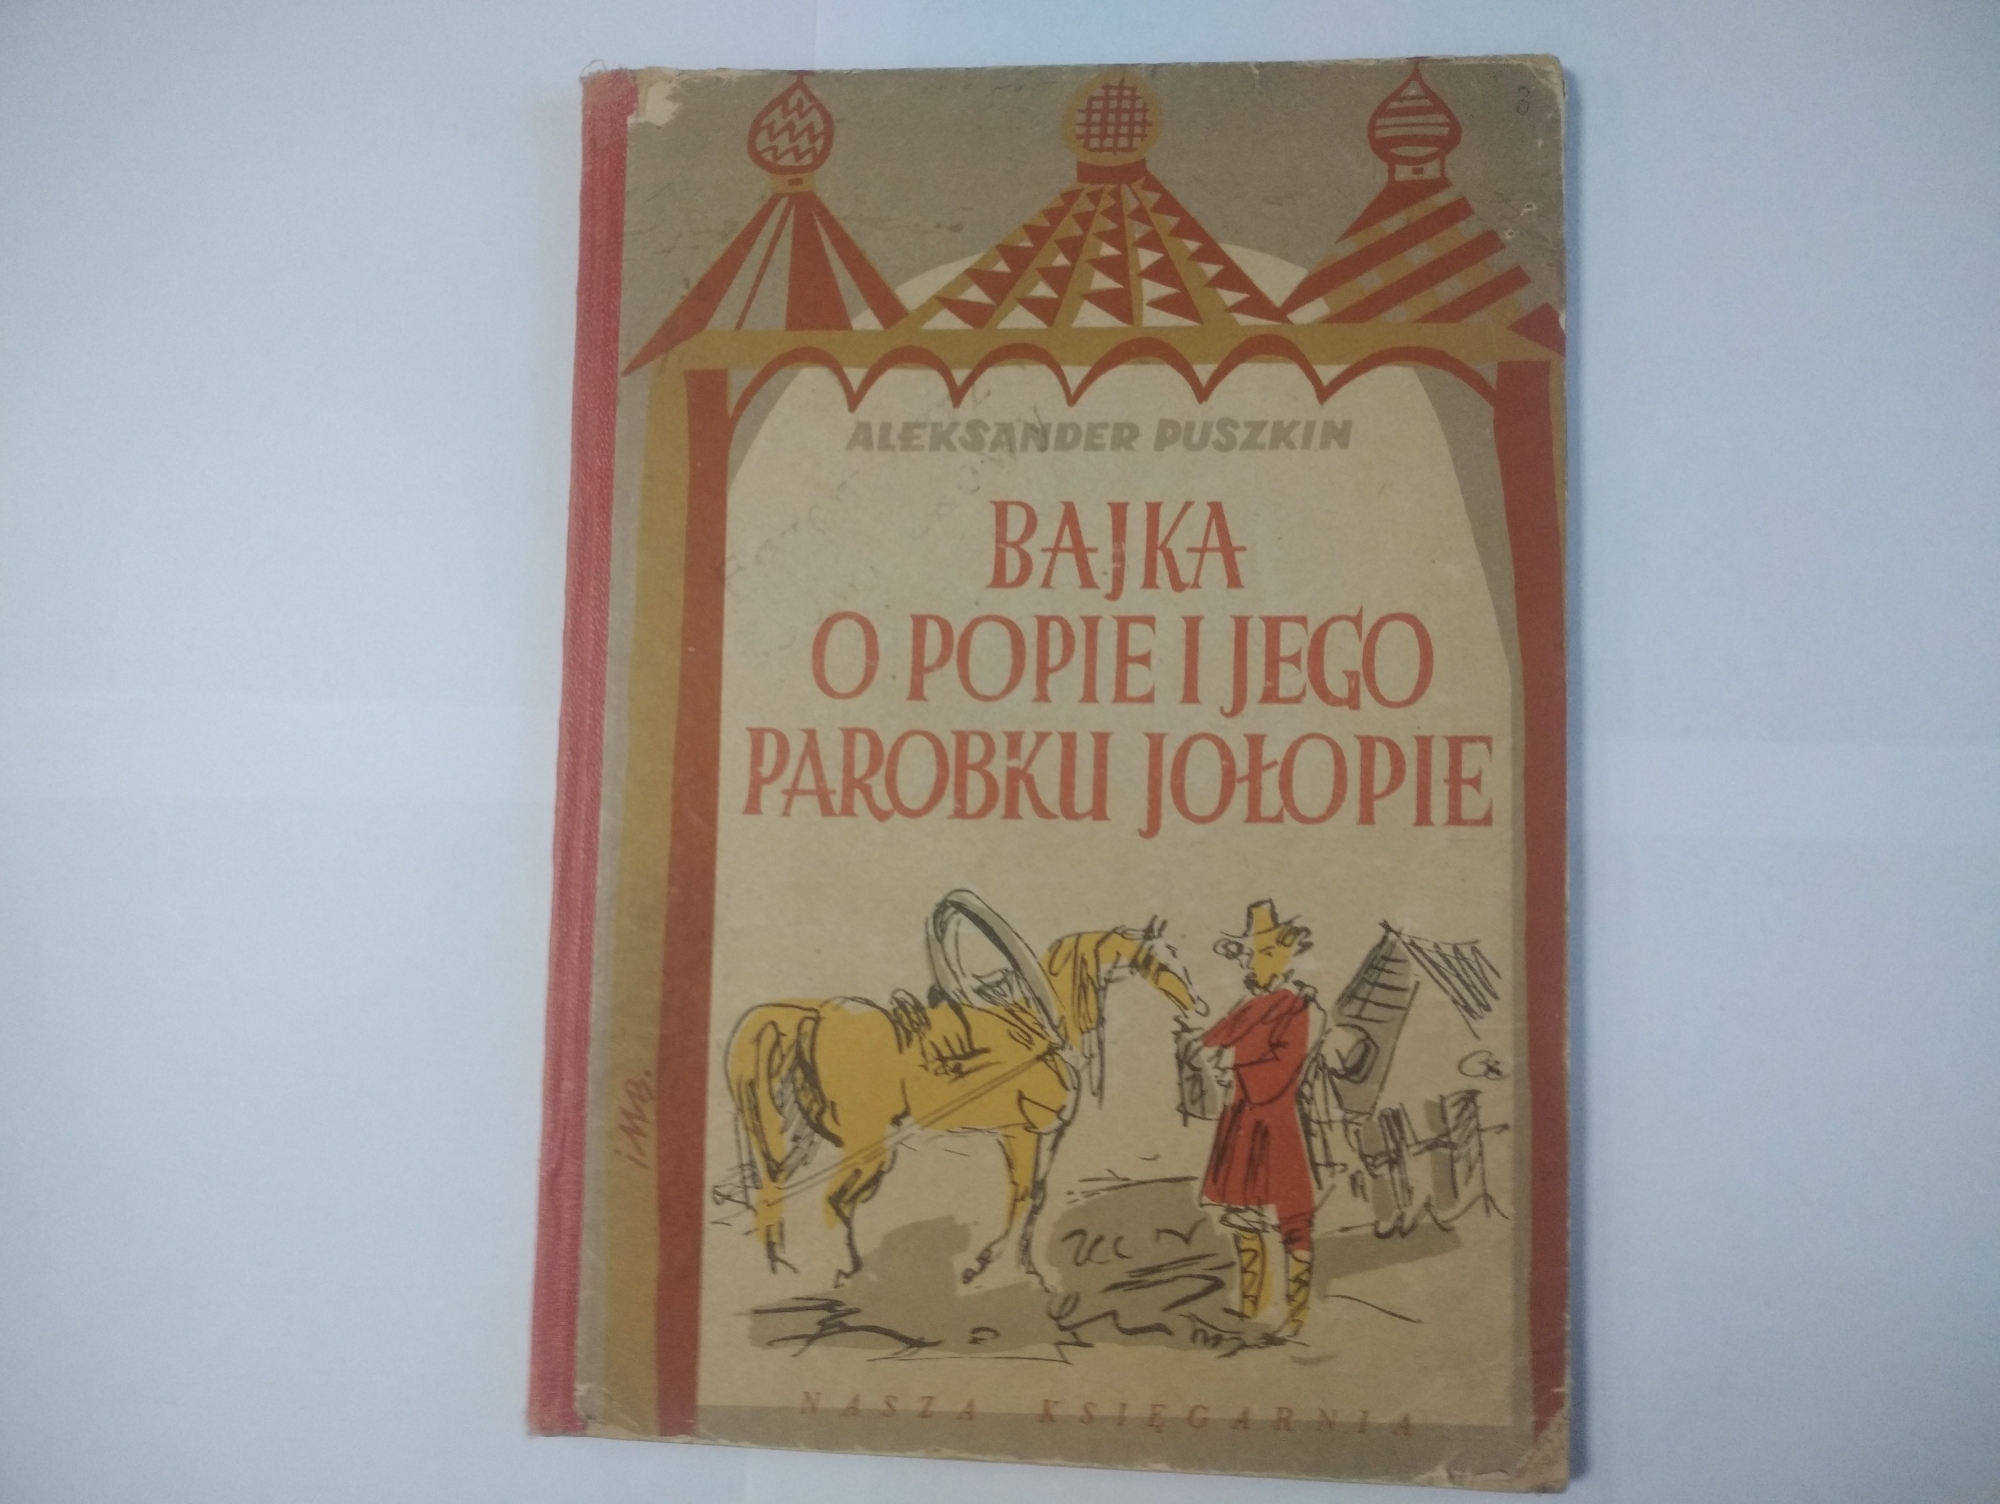 ALEKSANDER PUSZKIN
BAJKA
O POPIE I JEGO
PAROBKU JOŁOPIE
NASZA KSIĘGARNIA